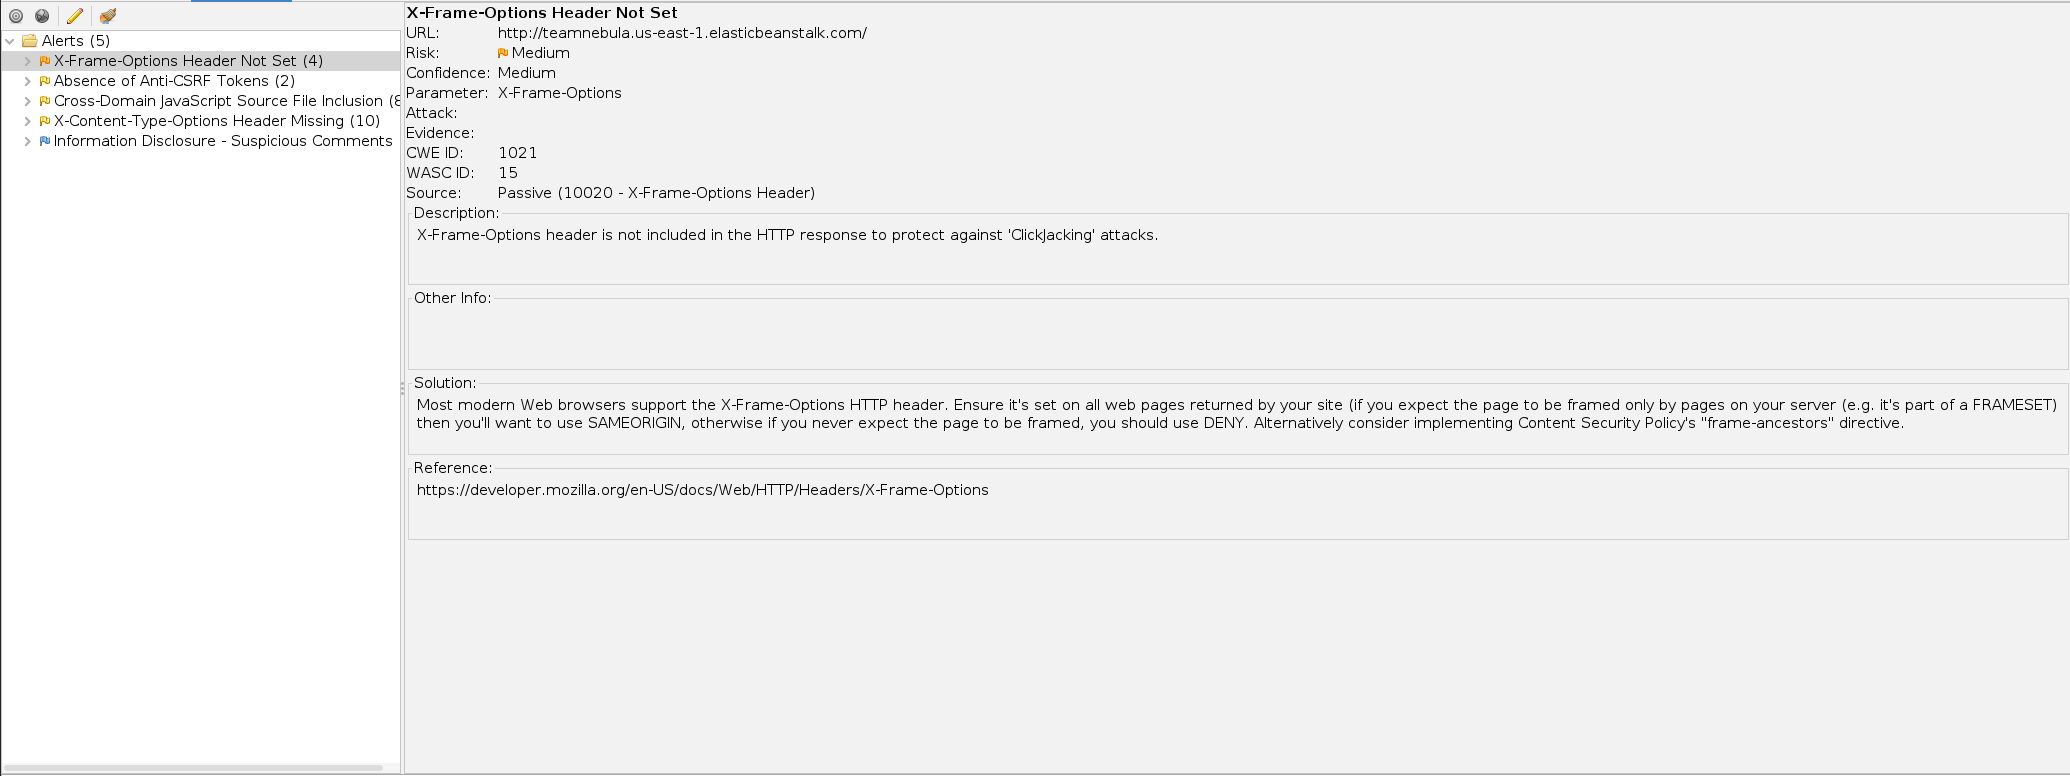 Alerts (5)
X-Frame-Options Header Not Set (4)
Absence of Anti-CSRF Tokens (2)
Cross-Domain JavaScript Source File Inclusion (8
X-Content-Type-Options Header Missing (10)
Information Disclosure - Suspicious Comments
X-Frame-Options Header Not Set
URL: http://teamnebula.us-east-1.elasticbeanstalk.com/
Risk: Medium
Confidence: Medium
Parameter: X-Frame-Options
Attack:
Evidence:
CWE ID: 1021
WASC ID: 15
Source: Passive (10020 - X-Frame-Options Header)
Description:
X-Frame-Options header is not included in the HTTP response to protect against 'ClickJacking' attacks.
Other Info:
Solution:
Most modern Web browsers support the X-Frame-Options HTTP header. Ensure it's set on all web pages returned by your site (if you expect the page to be framed only by pages on your server (e.g. it's part of a FRAMESET)
then you'll want to use SAMEORIGIN, otherwise if you never expect the page to be framed, you should use DENY. Alternatively consider implementing Content Security Policy's "frame-ancestors" directive.
Reference:
https://developer.mozilla.org/en-US/docs/Web/HTTP/Headers/X-Frame-Options